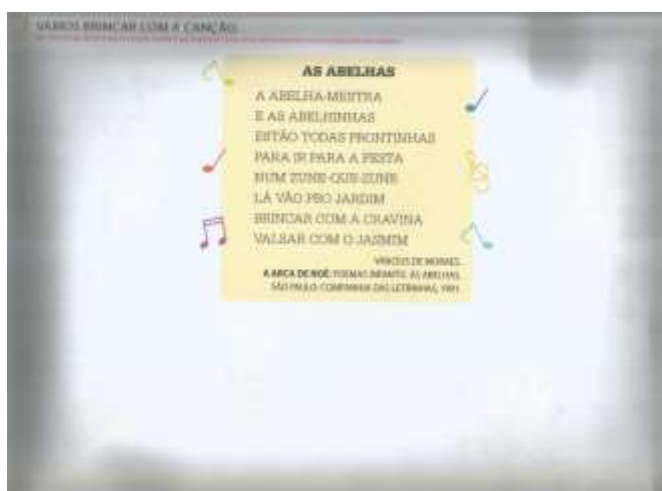 VAMOS BRINCAR COM A CANÇÃO.
AS ABELHAS
A ABELHA-MESTRA
E AS ABELHINHAS
ESTÃO TODAS PRONTINHAS
PARA IR PARA A FESTA
NUM ZUNE-QUE-ZUNE
LÁ VÃO PRO JARDIM
BRINCAR COM A CRAVINA
VALSAR COM O JASMIM
VINICIUS DE MORAES.
A ARCA DE NOÉ: POEMAS INFANTIS. AS ABELHAS.
SÃO PAULO: COMPANHIA DAS LETRINHAS, 1991